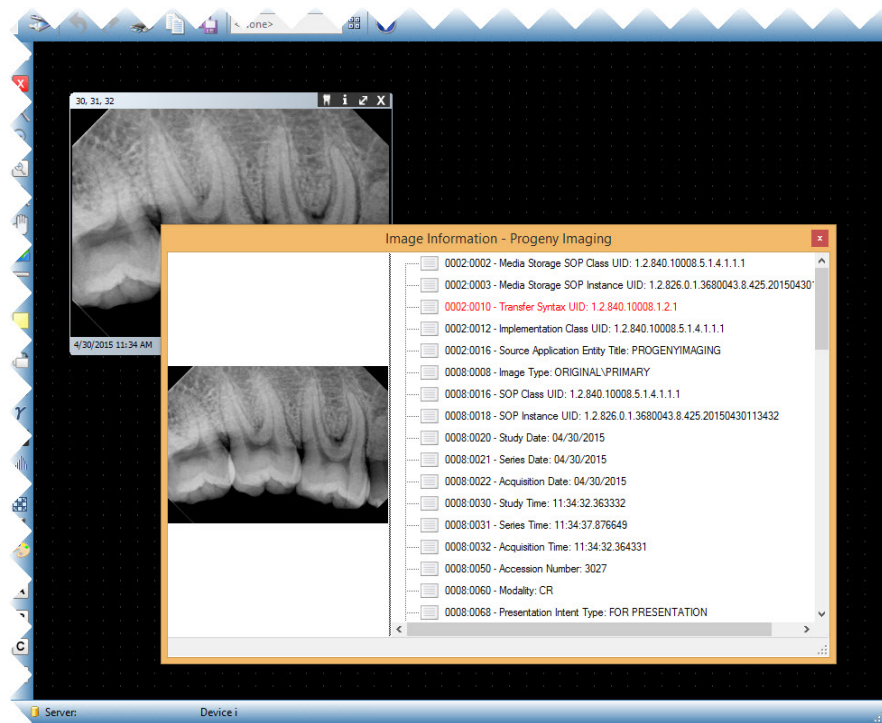 .one>
30, 31, 32
i
X
4/30/2015 11:34 AM
Image Information - Progeny Imaging
x
0002:0002 - Media Storage SOP Class UID: 1.2.840.10008.5.1.4.1.1.1
0002:0003 - Media Storage SOP Instance UID: 1.2.826.0.1.3680043.8.425.20150430
0002:0010 - Transfer Syntax UID: 1.2.840.10008.1.2.1
0002:0012 - Implementation Class UID: 1.2.840.10008.5.1.4.1.1.1
0002:0016 - Source Application Entity Title: PROGENYIMAGING
0008:0008 - Image Type: ORIGINAL\PRIMARY
0008:0016 - SOP Class UID: 1.2.840.10008.5.1.4.1.1.1
0008:0018 - SOP Instance UID: 1.2.826.0.1.3680043.8.425.20150430113432
0008:0020 - Study Date: 04/30/2015
0008:0021 - Series Date: 04/30/2015
0008:0022 - Acquisition Date: 04/30/2015
0008:0030 - Study Time: 11:34:32.363332
0008:0031 - Series Time: 11:34:37.876649
0008:0032 - Acquisition Time: 11:34:32.364331
0008:0050 - Accession Number: 3027
0008:0060 - Modality: CR
0008:0068 - Presentation Intent Type: FOR PRESENTATION
C
Server:
Device i